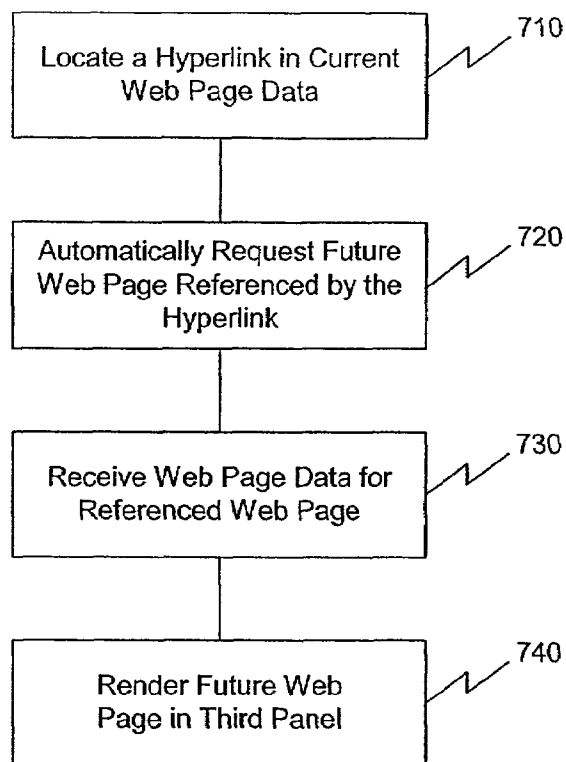 710
Locate a Hyperlink in Current
Web Page Data
720
Automatically Request Future
Web Page Referenced by the
Hyperlink
730
Receive Web Page Data for
Referenced Web Page
740
Render Future Web
Page in Third Panel